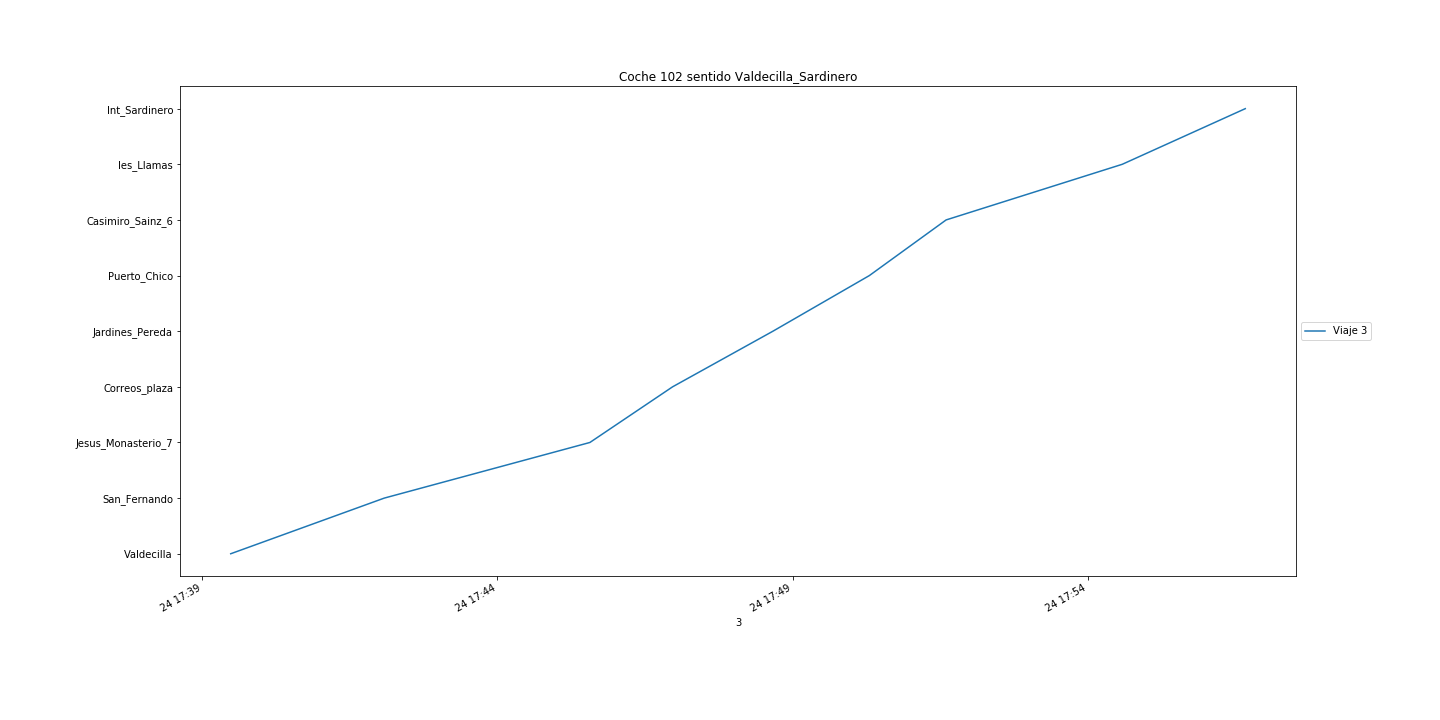 Coche 102 sentido Valdecilla_Sardinero
Int_Sardinero
Ies_Llamas
Casimiro_Sainz_6
Puerto_Chico
Jardines_Pereda
Correos_plaza
Jesus_Monasterio_7
San_Fernando
Valdecilla
Viaje 3
24 17:39
24 17:44
24 17:49
24 17:54
3